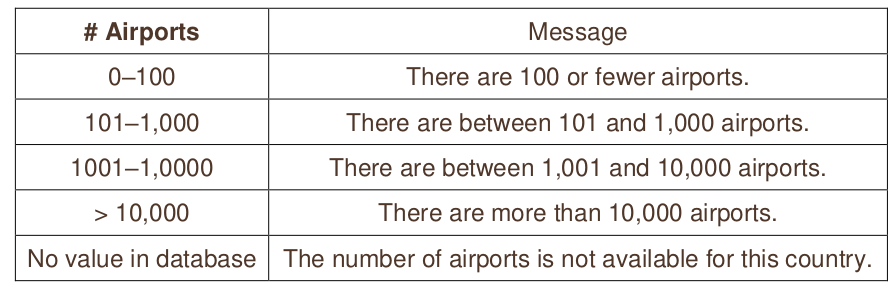 # Airports Message
0–100 There are 100 or fewer airports.
101–1,000 There are between 101 and 1,000 airports.
1001–1,0000 There are between 1,001 and 10,000 airports.
> 10,000 There are more than 10,000 airports.
No value in database The number of airports is not available for this country.